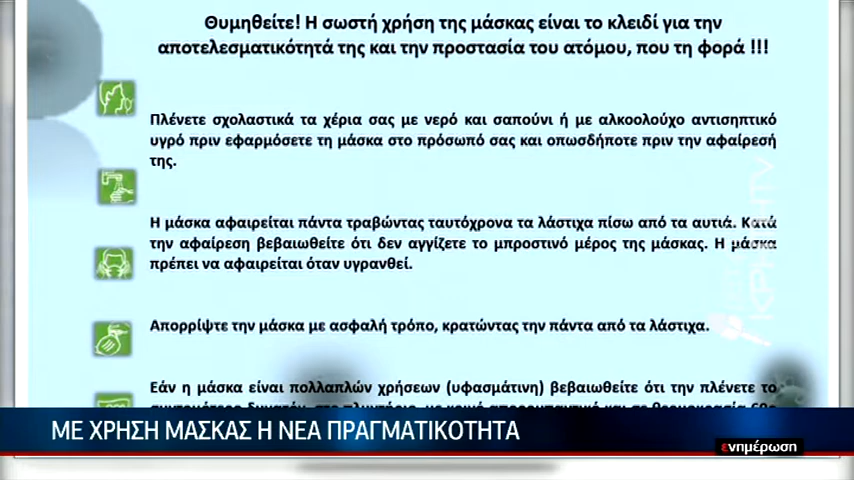 Θυμηθείτε! Η σωστή χρήση της μάσκας είναι το κλειδί για την
αποτελεσματικότητά της και την προστασία του ατόμου, που τη φορά !!!
Πλένετε σχολαστικά τα χέρια σας με νερό και σαπούνι ή με αλκοολούχο αντισηπτικό
υγρό πριν εφαρμόσετε τη μάσκα στο πρόσωπό σας και οπωσδήποτε πριν την αφαίρεσή
της.
Η μάσκα αφαιρείται πάντα τραβώντας ταυτόχρονα τα λάστιχα πίσω από τα αυτιά. Κατά
την αφαίρεση βεβαιωθείτε ότι δεν αγγίζετε το μπροστινό μέρος της μάσκας. Η μάσκα
πρέπει να αφαιρείται όταν υγρανθεί.
Απορρίψτε την μάσκα με ασφαλή τρόπο, κρατώντας την πάντα από τα λάστιχα.
Εάν η μάσκα είναι πολλαπλών χρήσεων (υφασμάτινη) βεβαιωθείτε ότι την πλένετε το
ΜΕ ΧΡΗΣΗ ΜΑΣΚΑΣ Η ΝΕΑ ΠΡΑΓΜΑΤΙΚΟΤΗΤΑ
ενημέρωση